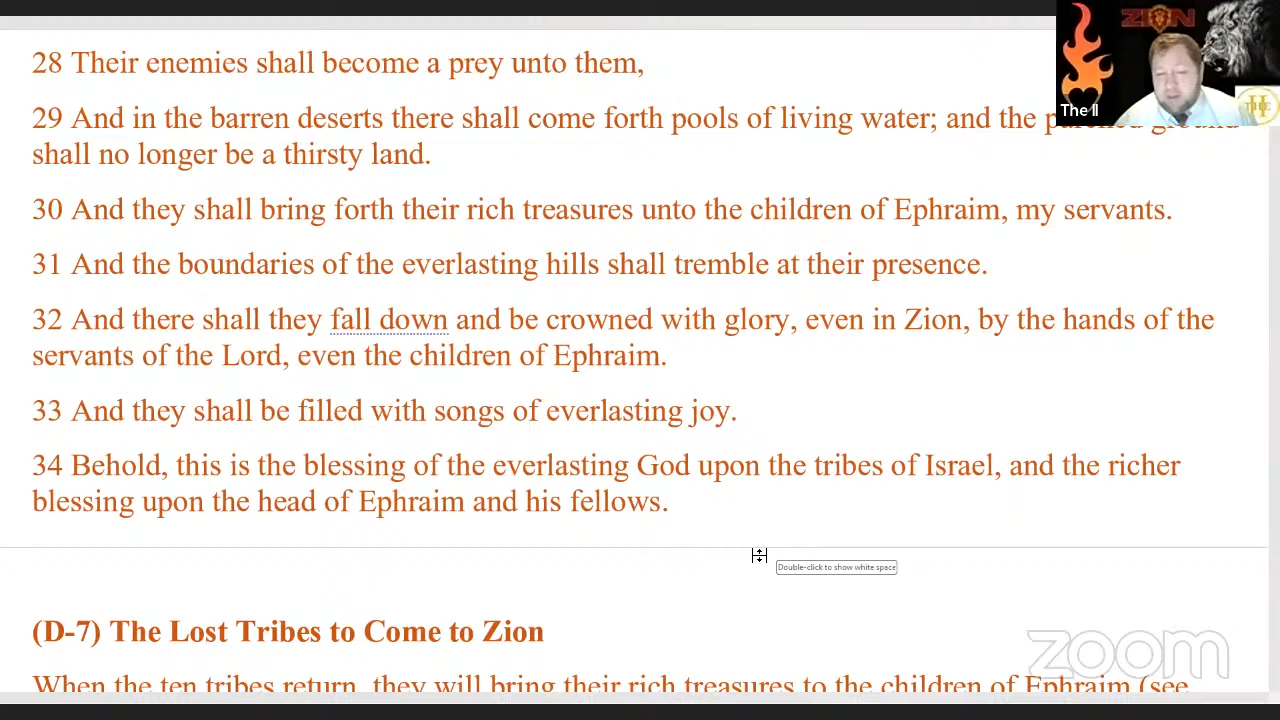 28 Their enemies shall become a prey unto them,
29 And in the barren deserts there shall come forth pools of living water; and the
shall no longer be a thirsty land.
30 And they shall bring forth their rich treasures unto the children of Ephraim, my servants.
31 And the boundaries of the everlasting hills shall tremble at their presence.
32 And there shall they fall down and be crowned with glory, even in Zion, by the hands of the
servants of the Lord, even the children of Ephraim.
33 And they shall be filled with songs of everlasting joy.
34 Behold, this is the blessing of the everlasting God upon the tribes of Israel, and the richer
blessing upon the head of Ephraim and his fellows.
Double-click to show white space
(D-7) The Lost Tribes to Come to Zion
When the ten tribes return, they will bring their rich treasures to the children of Ephraim (see
ZION
The II
THE
zoom